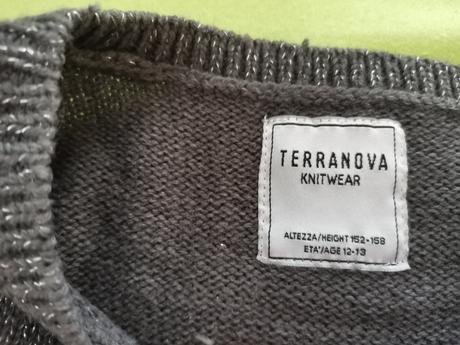 TERRANOVA
KNITWEAR
ALTEZZA/HEIGHT 152-158
ETA'/AGE 12-13